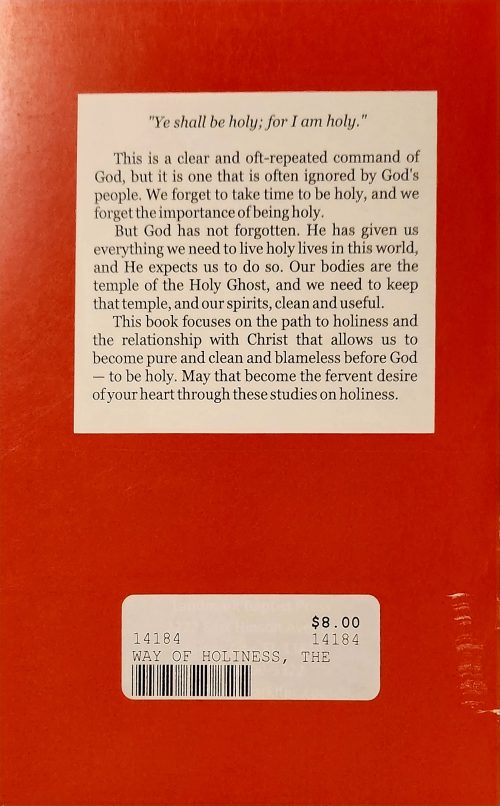 "Ye shall be holy; for I am holy."
This is a clear and oft-repeated command of
God, but it is one that is often ignored by God's
people. We forget to take time to be holy, and we
forget the importance of being holy.
But God has not forgotten. He has given us
everything we need to live holy lives in this world,
and He expects us to do so. Our bodies are the
temple of the Holy Ghost, and we need to keep
that temple, and our spirits, clean and useful.
This book focuses on the path to holiness and
the relationship with Christ that allows us to
become pure and clean and blameless before God
— to be holy. May that become the fervent desire
of your heart through these studies on holiness.
$8.00
14184 14184
WAY OF HOLINESS, THE